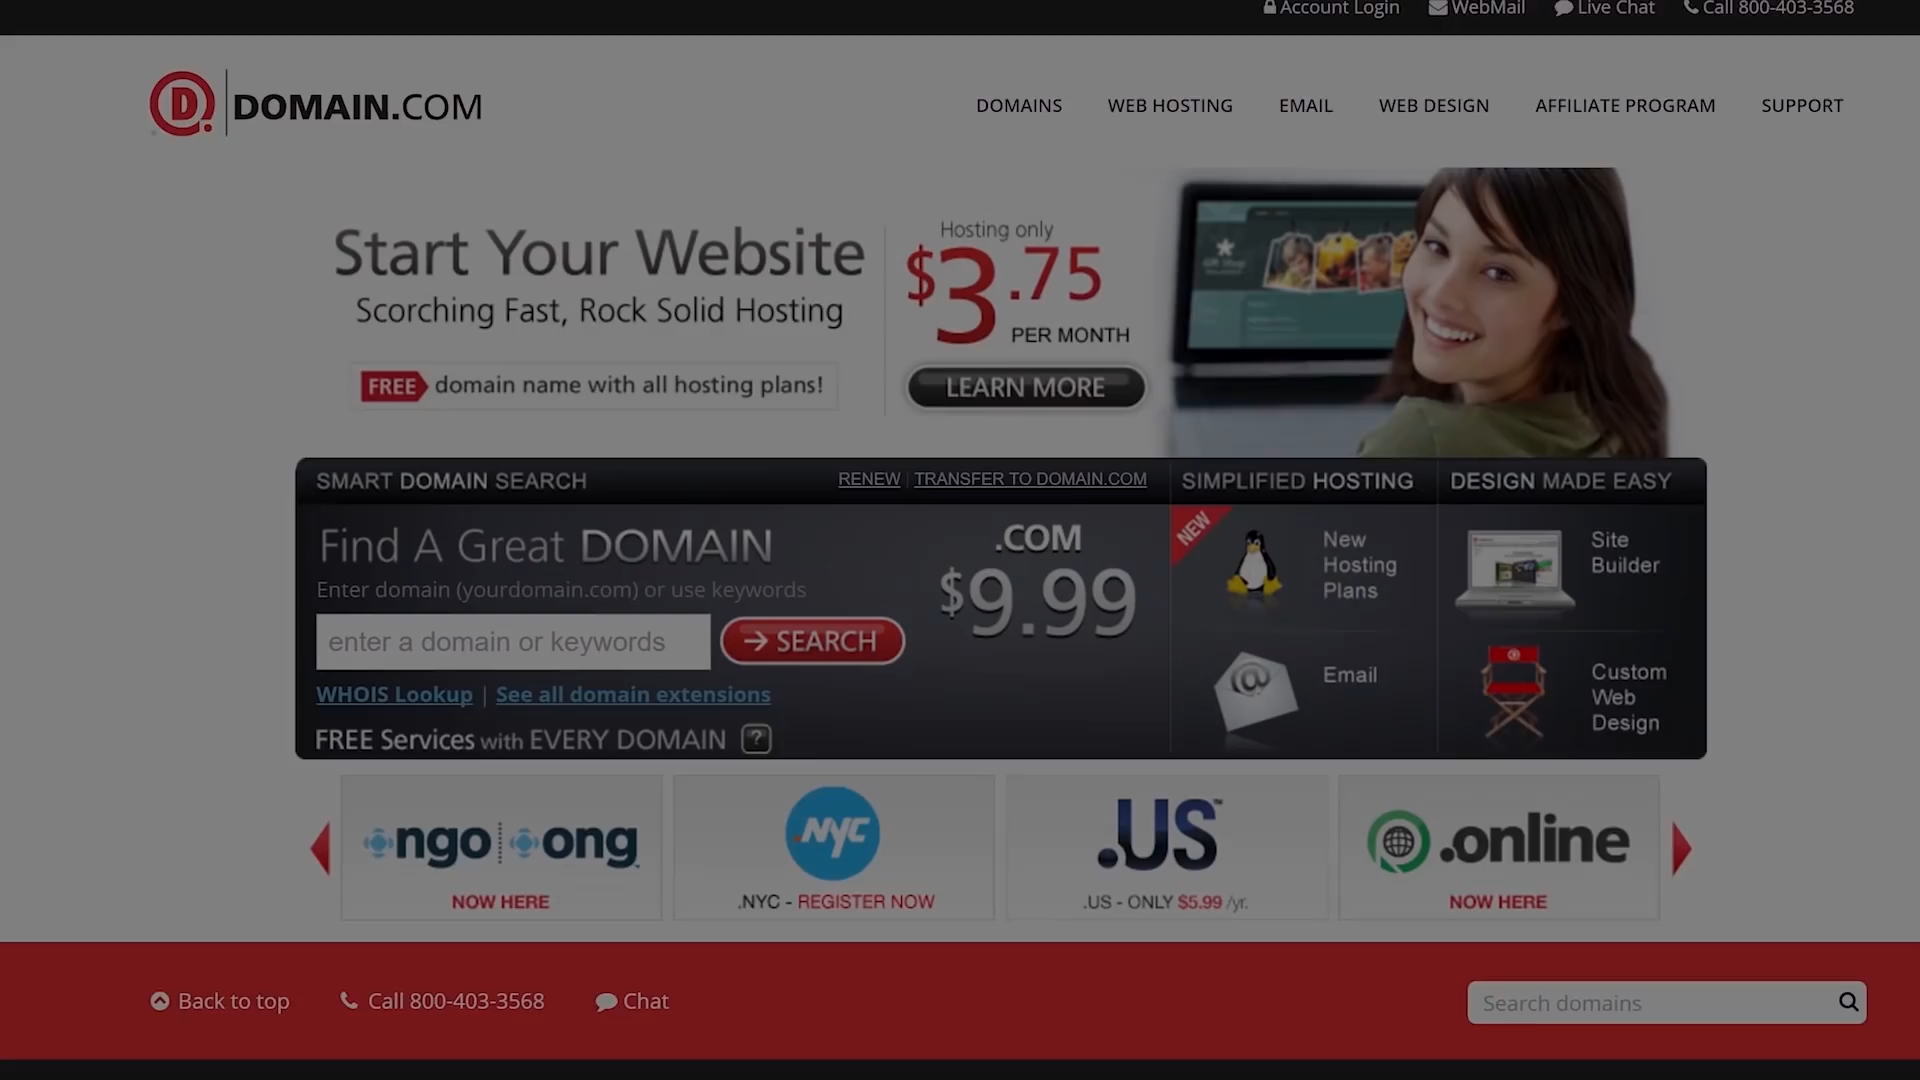 Account Login WebMail Live Chat Call 800-403-3568
D DOMAIN.COM
DOMAINS WEB HOSTING EMAIL WEB DESIGN AFFILIATE PROGRAM SUPPORT
Start Your Website
Scorching Fast, Rock Solid Hosting
FREE domain name with all hosting plans!
Hosting only
$3.75
PER MONTH
LEARN MORE
SMART DOMAIN SEARCH RENEW | TRANSFER TO DOMAIN.COM
Find A Great DOMAIN
Enter domain (yourdomain.com) or use keywords
enter a domain or keywords
→ SEARCH
.COM
$9.99
WHOIS Lookup | See all domain extensions
FREE Services with EVERY DOMAIN ?
SIMPLIFIED HOSTING
NEW
New
Hosting
Plans
@
Email
DESIGN MADE EASY
Site
Builder
Custom
Web
Design
ngo ong
NOW HERE
.NYC
.NYC - REGISTER NOW
.US™
.US - ONLY $5.99 /yr.
.online
NOW HERE
Back to top Call 800-403-3568 Chat Search domains